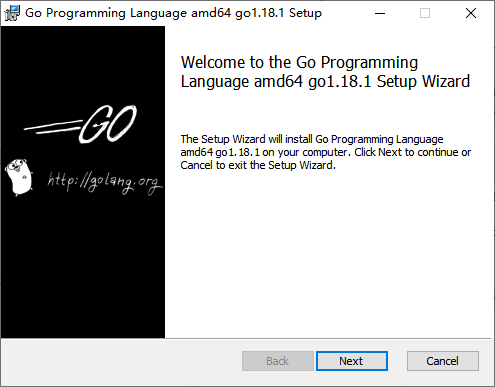 Go Programming Language amd64 go1.18.1 Setup
GO
http://golang.org
Welcome to the Go Programming
Language amd64 go1.18.1 Setup Wizard
The Setup Wizard will install Go Programming Language
amd64 go1.18.1 on your computer. Click Next to continue or
Cancel to exit the Setup Wizard.
Back
Next
Cancel